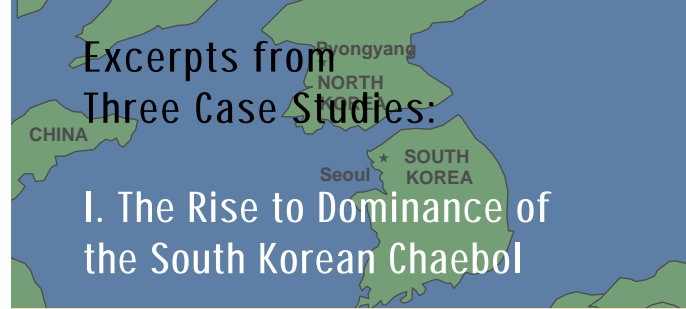 Excerpts from
Three Case Studies:
I. The Rise to Dominance of
the South Korean Chaebol
Pyongyang
NORTH
KOREA
CHINA
SOUTH
KOREA
Seoul